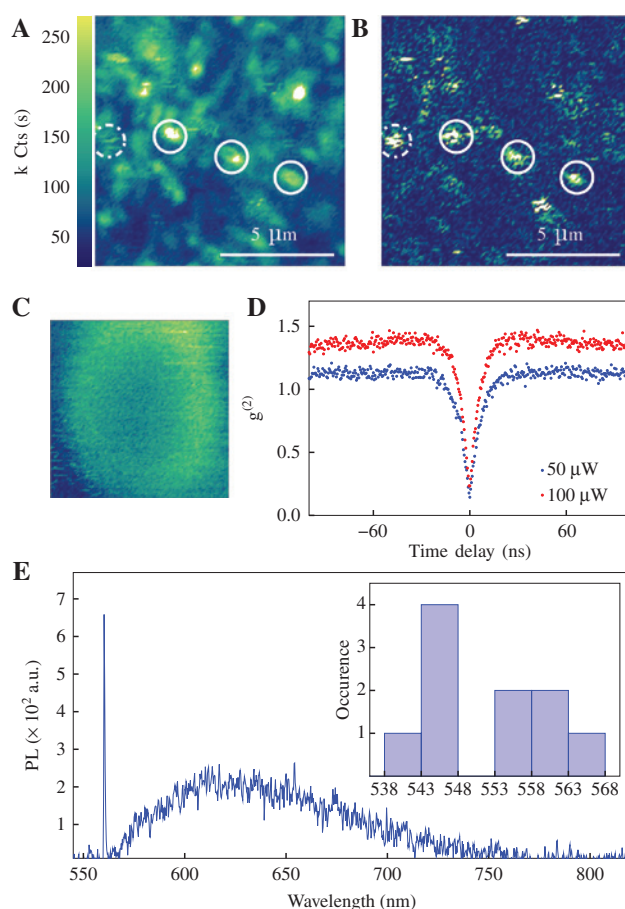 A
B
k Cts (s)
250
200
150
100
50
5 μm
5 μm
C
D
g(2)
1.5
1.0
0.5
0.0
50 μW
100 μW
−60
0
60
Time delay (ns)
E
PL (× 10² a.u.)
7
6
5
4
3
2
1
550
600
650
700
750
800
Wavelength (nm)
Occurence
4
3
2
1
538
543
548
553
558
563
568